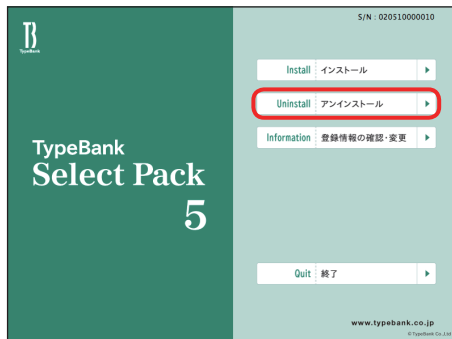 S/N : 020510000010
TB
TypeBank
Install インストール
Uninstall アンインストール
Information 登録情報の確認・変更
TypeBank
Select Pack
5
Quit 終了
www.typebank.co.jp
© TypeBank Co.,Ltd